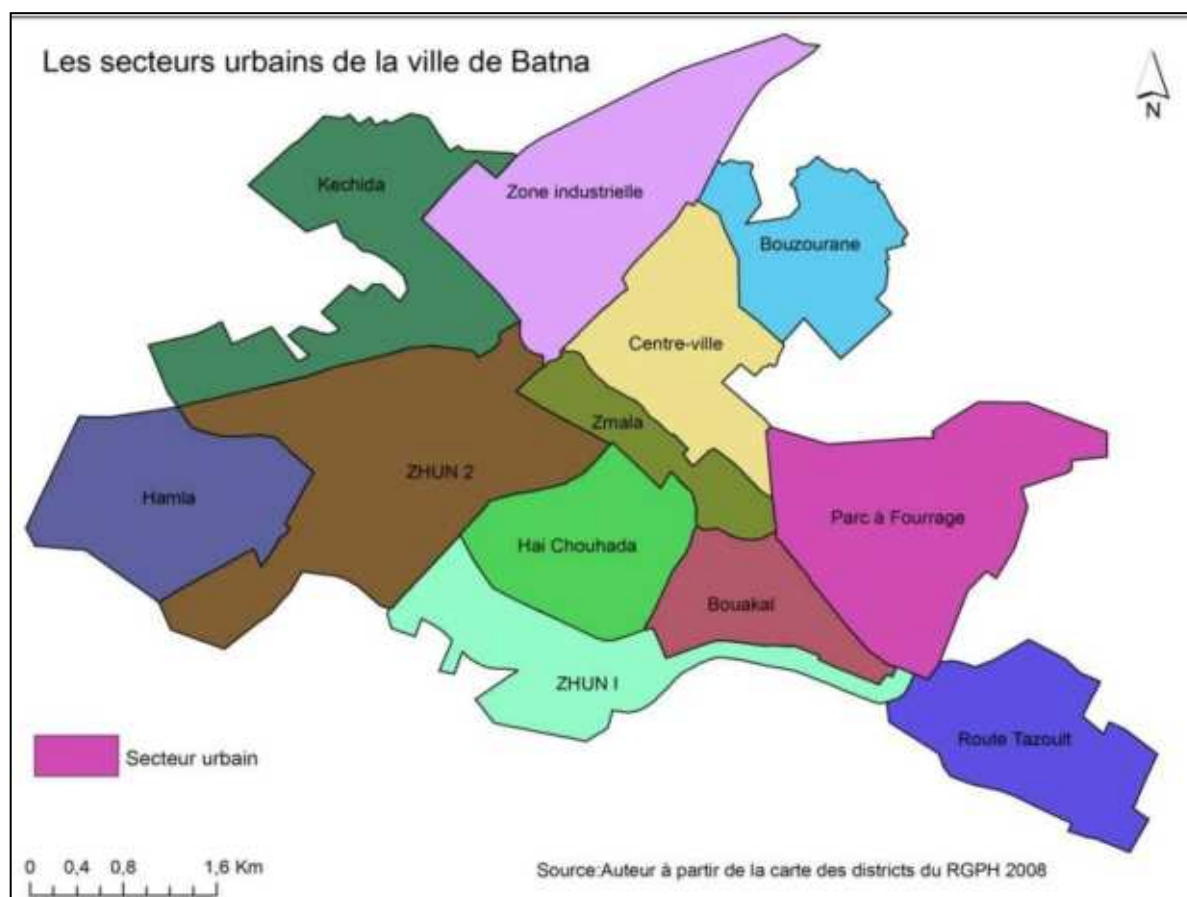 Les secteurs urbains de la ville de Batna
N
Kechida
Zone industrielle
Bouzourane
Centre-ville
Zmala
ZHUN 2
Hamla
Parc à Fourrage
Hai Chouhada
Bouakal
ZHUN I
Route Tazoult
Secteur urbain
0 0,4 0,8 1,6 Km
Source:Auteur à partir de la carte des districts du RGPH 2008